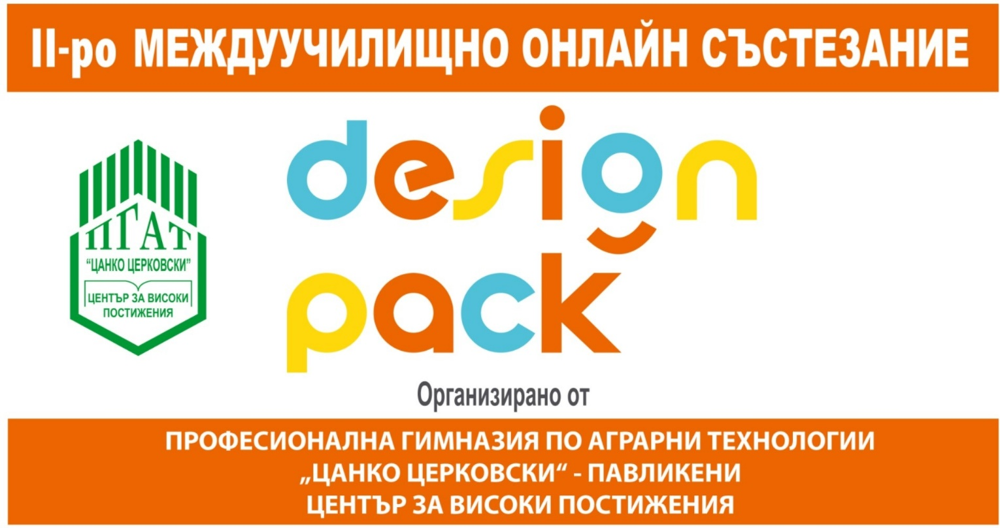 II-ро МЕЖДУУЧИЛИЩНО ОНЛАЙН СЪСТЕЗАНИЕ
design
pack
ПГАТ
"ЦАНКО ЦЕРКОВСКИ"
ЦЕНТЪР ЗА ВИСОКИ
ПОСТИЖЕНИЯ
Организирано от
ПРОФЕСИОНАЛНА ГИМНАЗИЯ ПО АГРАРНИ ТЕХНОЛОГИИ
„ЦАНКО ЦЕРКОВСКИ“ - ПАВЛИКЕНИ
ЦЕНТЪР ЗА ВИСОКИ ПОСТИЖЕНИЯ